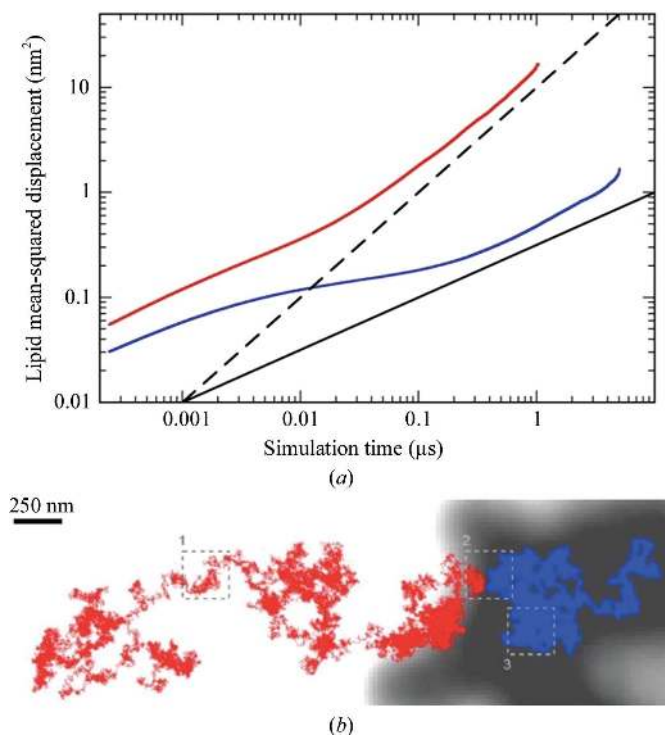 10
1
0.1
0.01
Lipid mean-squared displacement (nm²)
0.001
0.01
0.1
1
Simulation time (µs)
(a)
250 nm
1
2
3
(b)